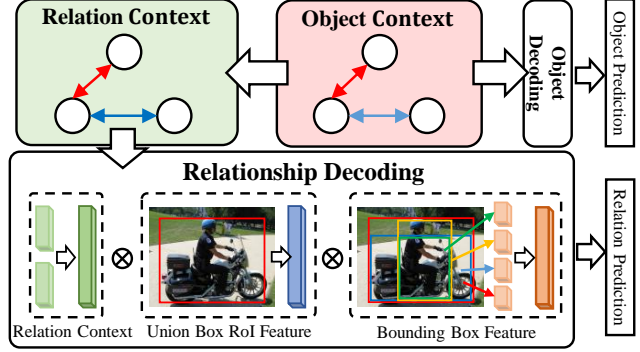 Relation Context
Object Context
Object
Decoding
Object Prediction
Relationship Decoding
Relation Context
Union Box RoI Feature
Bounding Box Feature
Relation Prediction